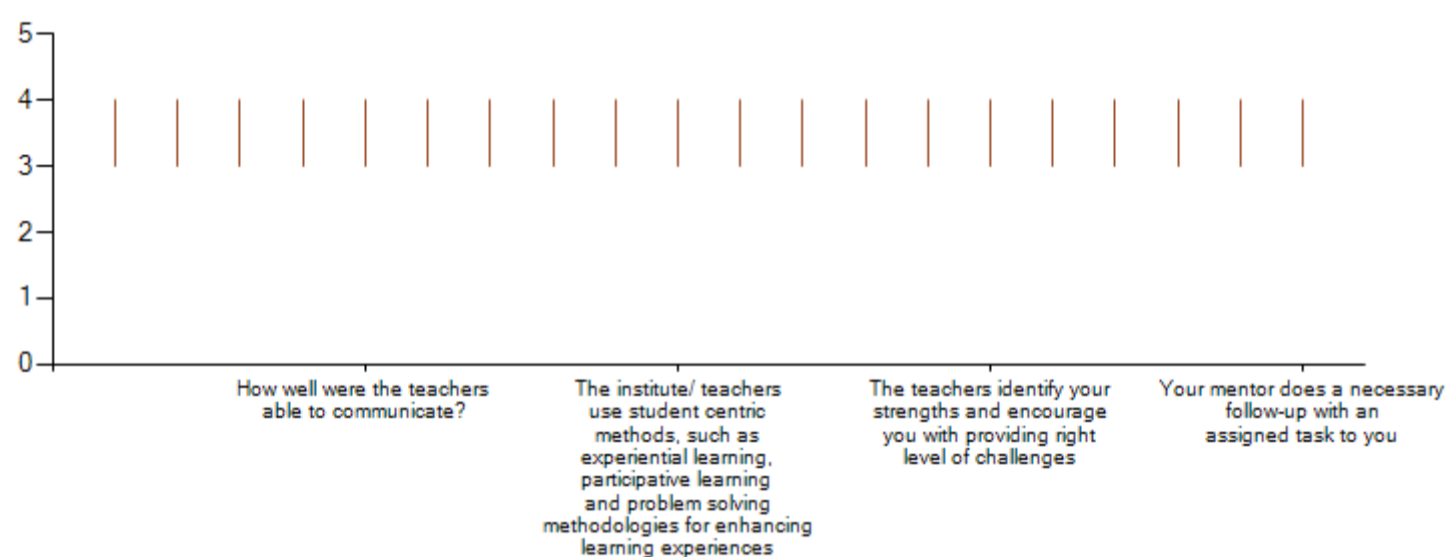 5
4
3
2
1
0
How well were the teachers
able to communicate?
The institute/ teachers
use student centric
methods, such as
experiential learning,
participative learning
and problem solving
methodologies for enhancing
learning experiences
The teachers identify your
strengths and encourage
you with providing right
level of challenges
Your mentor does a necessary
follow-up with an
assigned task to you